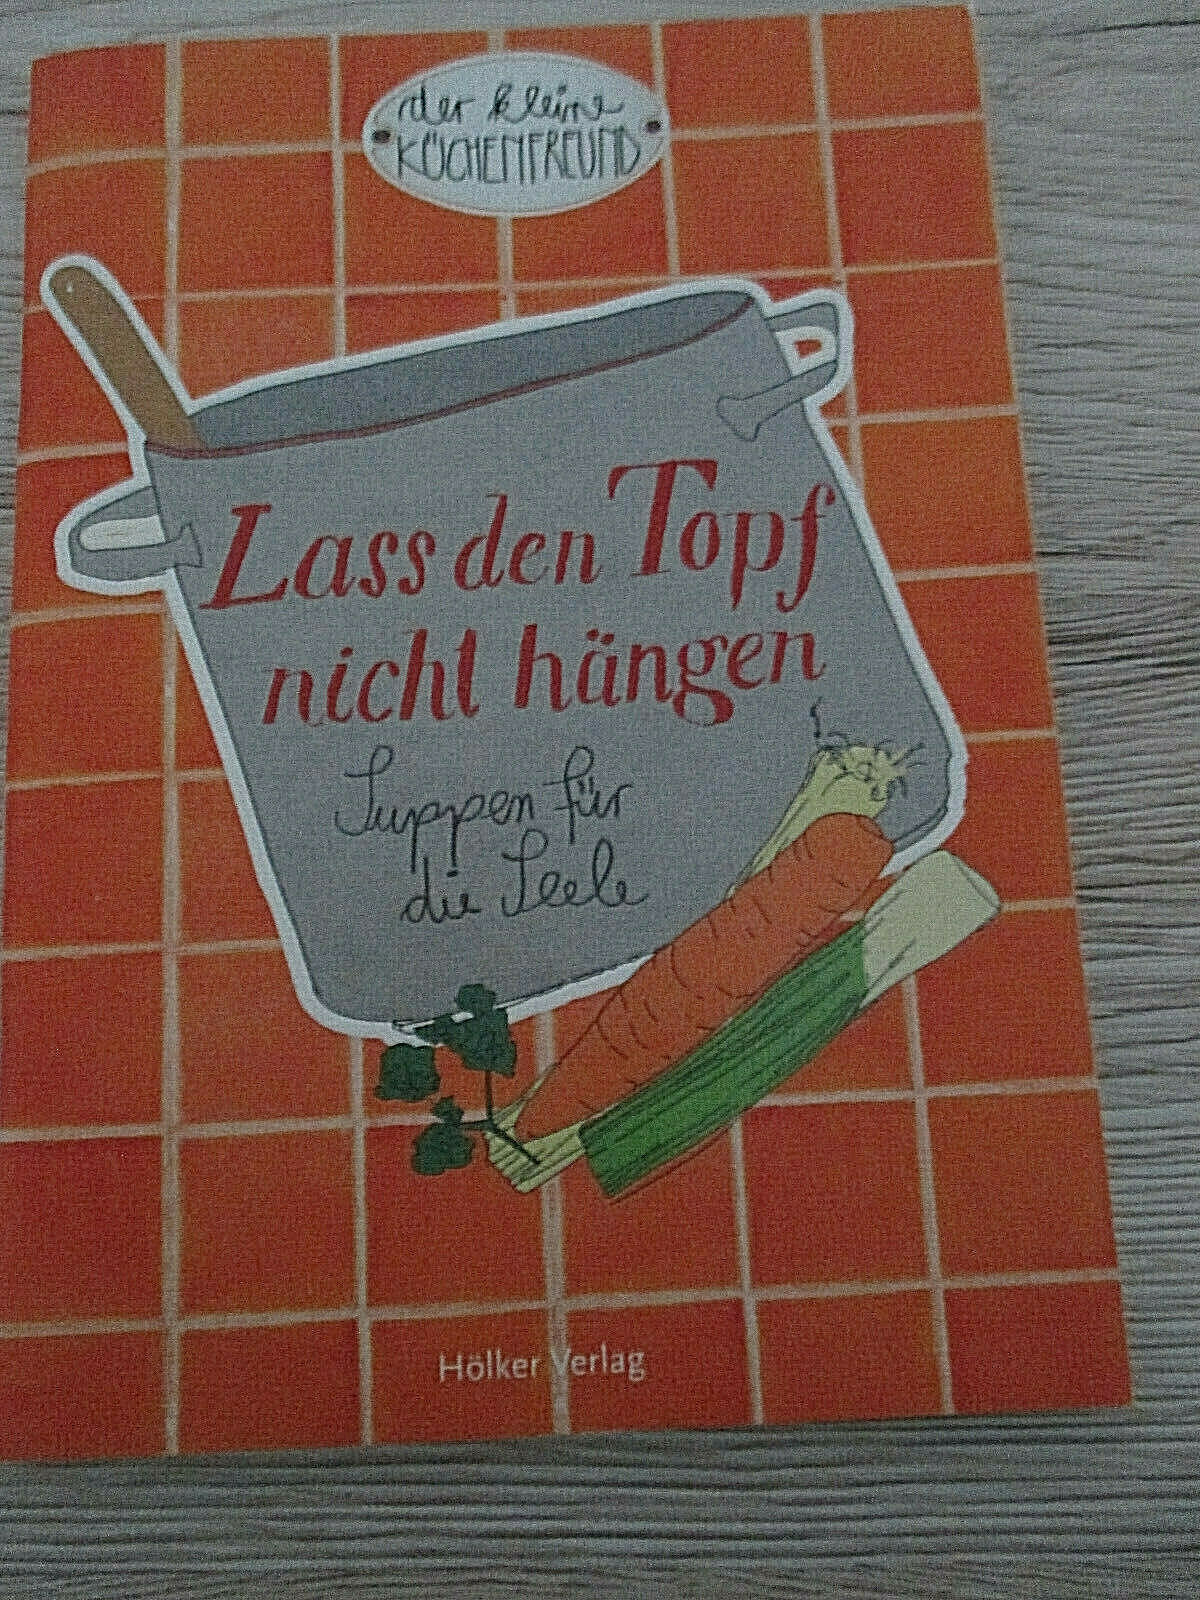 der kleine
KÜCHENFREUND
Lass den Topf
nicht hängen
Suppen für
die Seele
Hölker Verlag